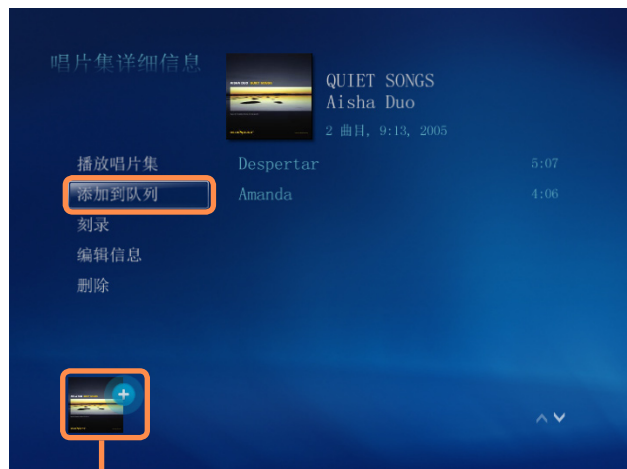 唱片集详细信息
QUIET SONGS
Aisha Duo
2 曲目, 9:13, 2005
播放唱片集
Despertar 5:07
添加到队列
Amanda 4:06
刻录
编辑信息
删除